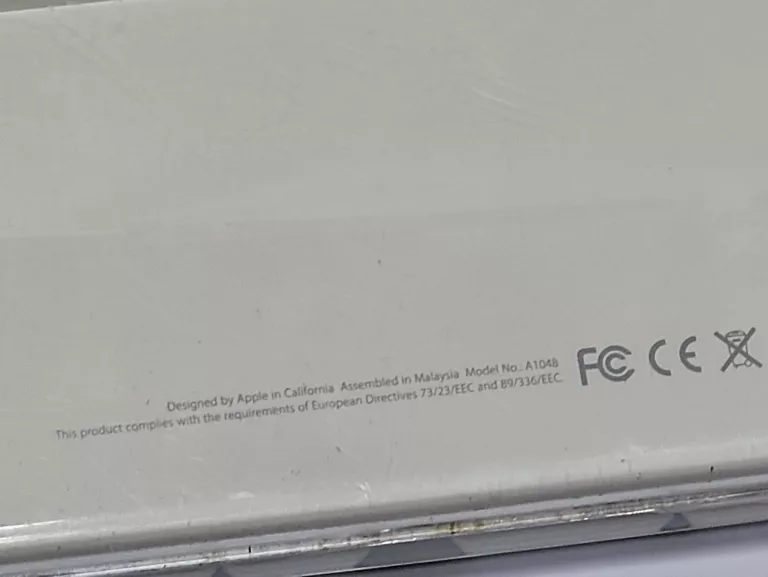 Designed by Apple in California Assembled in Malaysia Model No.: A1048
This product complies with the requirements of European Directives 73/23/EEC and 89/336/EEC.
FC CE